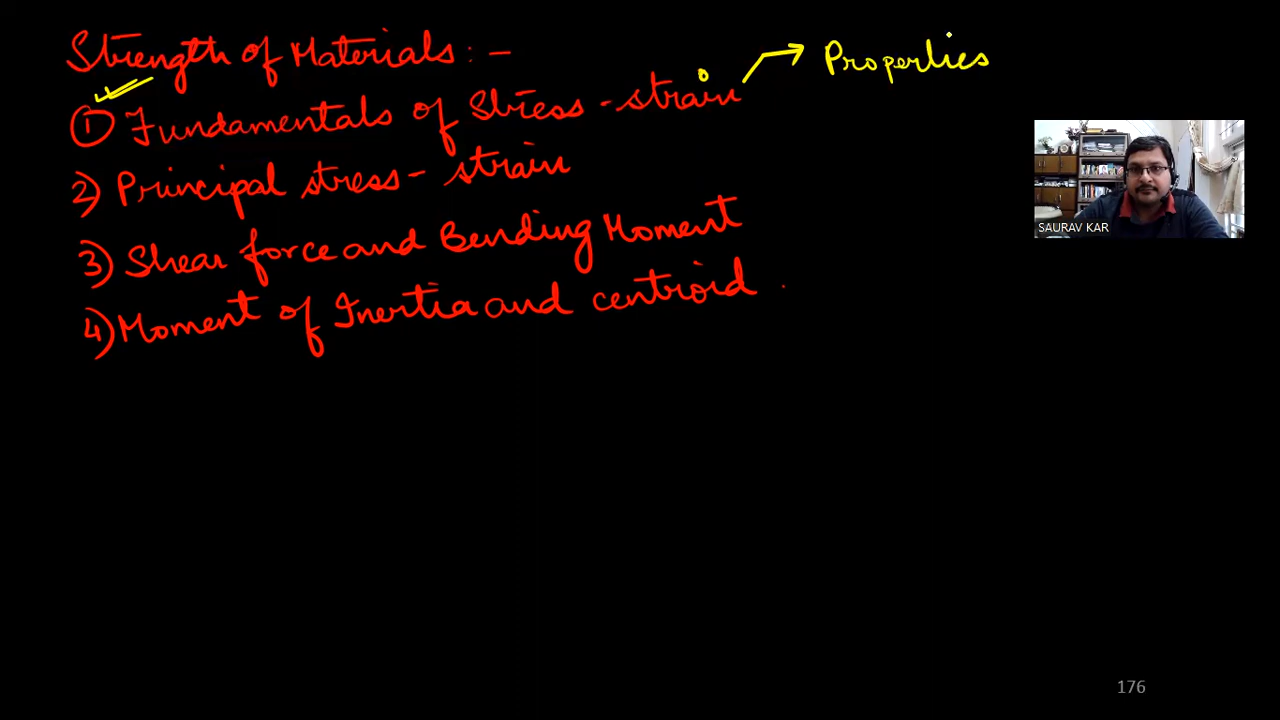 Strength of Materials :-
Properties
① Fundamentals of Stress - strain
2) Principal stress - strain
3) Shear force and Bending Moment
4) Moment of Inertia and centroid
SAURAV KAR
176